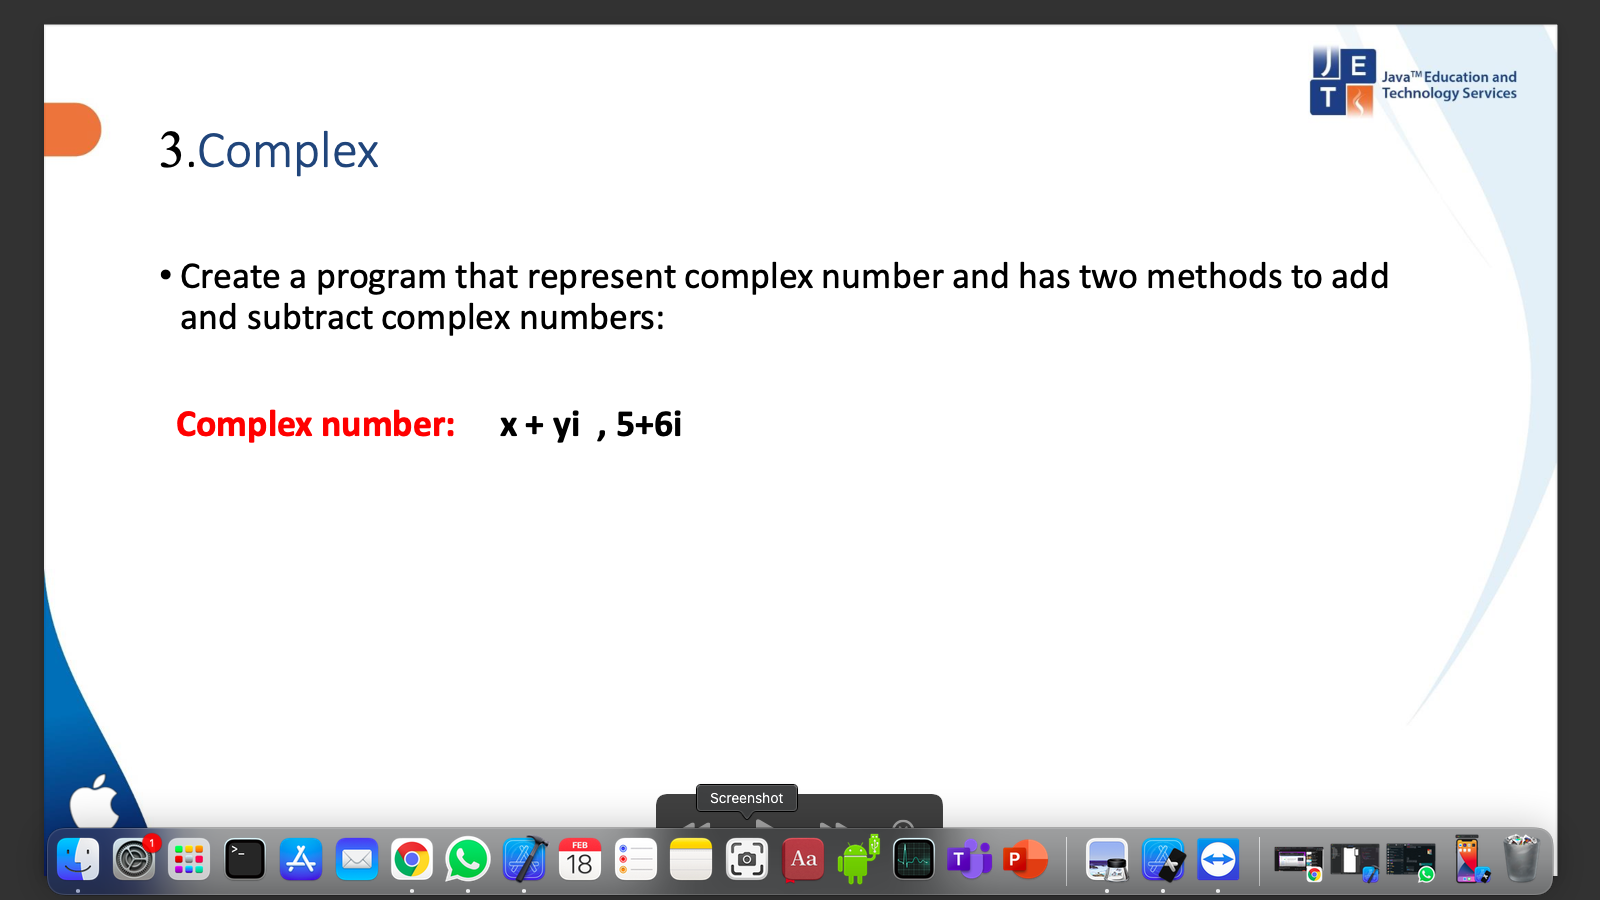 J E T
Java™ Education and
Technology Services
3.Complex
• Create a program that represent complex number and has two methods to add
and subtract complex numbers:
Complex number: x + yi , 5+6i
Screenshot
1
>_
FEB
18
Aa
T
P